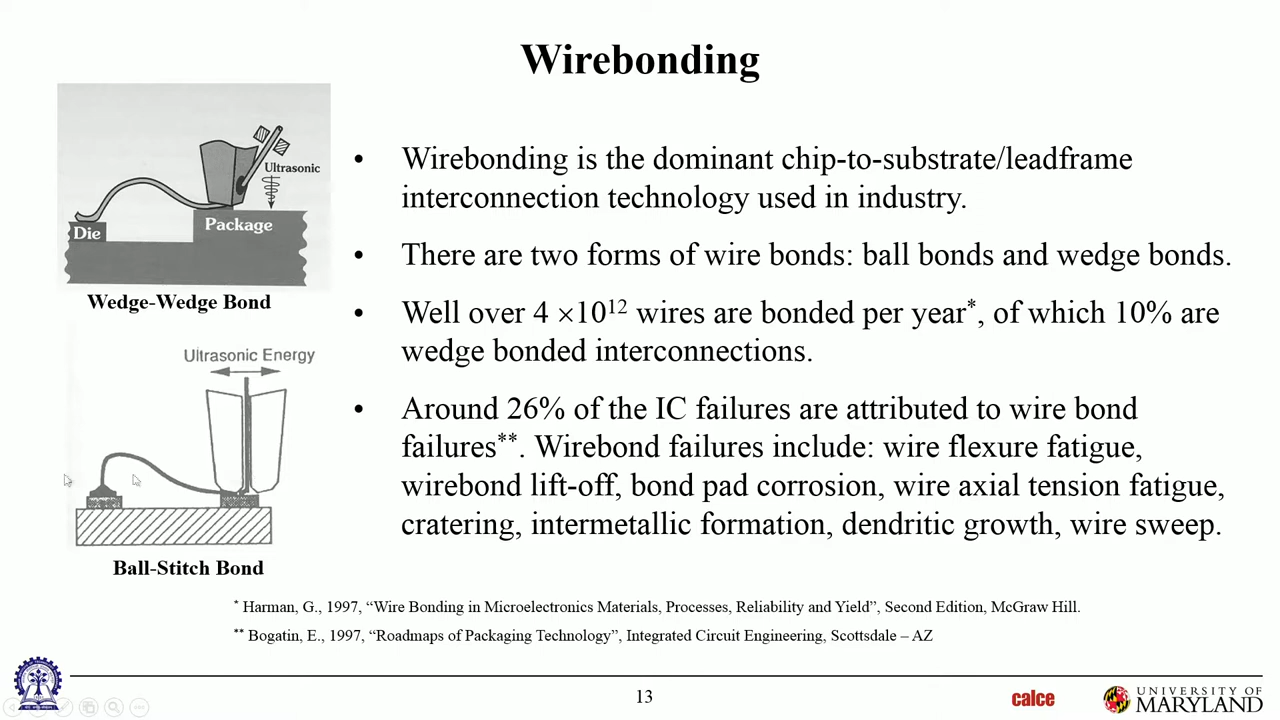 Wirebonding
Ultrasonic
Die
Package
Wedge-Wedge Bond
Ultrasonic Energy
Ball-Stitch Bond
• Wirebonding is the dominant chip-to-substrate/leadframe
interconnection technology used in industry.
• There are two forms of wire bonds: ball bonds and wedge bonds.
• Well over 4 ×10¹² wires are bonded per year*, of which 10% are
wedge bonded interconnections.
• Around 26% of the IC failures are attributed to wire bond
failures**. Wirebond failures include: wire flexure fatigue,
wirebond lift-off, bond pad corrosion, wire axial tension fatigue,
cratering, intermetallic formation, dendritic growth, wire sweep.
* Harman, G., 1997, “Wire Bonding in Microelectronics Materials, Processes, Reliability and Yield”, Second Edition, McGraw Hill.
** Bogatin, E., 1997, “Roadmaps of Packaging Technology”, Integrated Circuit Engineering, Scottsdale – AZ
13
calce
UNIVERSITY OF
MARYLAND